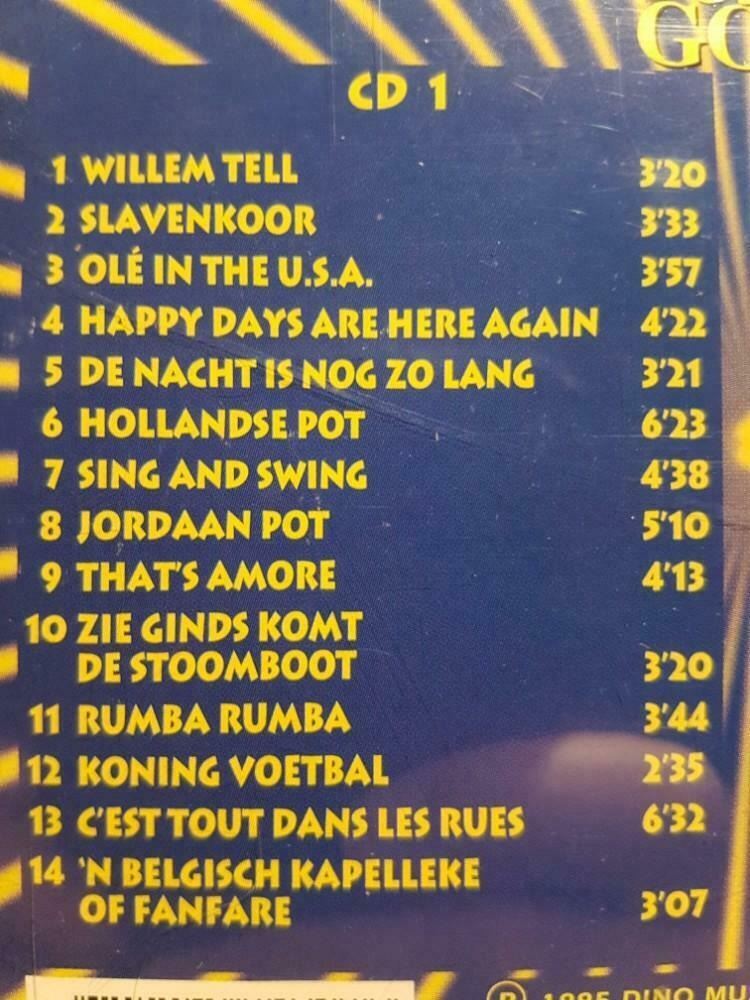 CD 1
1 WILLEM TELL 3'20
2 SLAVENKOOR 3'33
3 OLÉ IN THE U.S.A. 3'57
4 HAPPY DAYS ARE HERE AGAIN 4'22
5 DE NACHT IS NOG ZO LANG 3'21
6 HOLLANDSE POT 6'23
7 SING AND SWING 4'38
8 JORDAAN POT 5'10
9 THAT'S AMORE 4'13
10 ZIE GINDS KOMT
DE STOOMBOOT 3'20
11 RUMBA RUMBA 3'44
12 KONING VOETBAL 2'35
13 C'EST TOUT DANS LES RUES 6'32
14 'N BELGISCH KAPELLEKE
OF FANFARE 3'07
℗ 1995 DINO MU